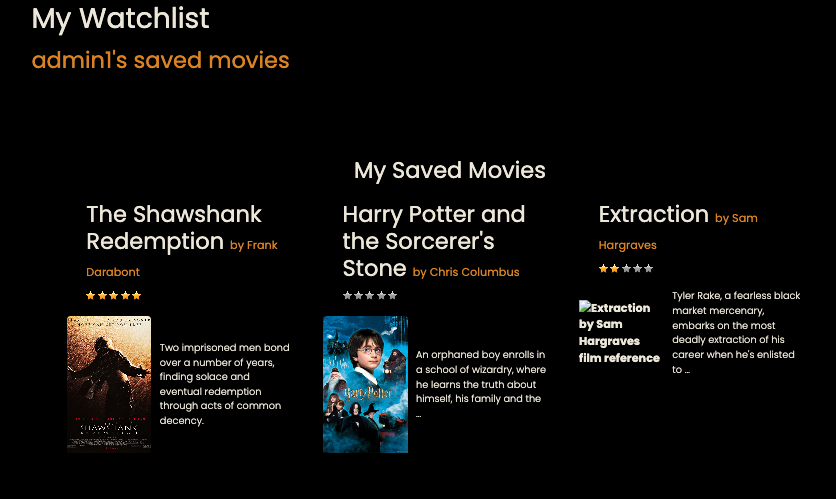 My Watchlist
admin1's saved movies
My Saved Movies
The Shawshank
Redemption by Frank
Darabont
Two imprisoned men bond
over a number of years,
finding solace and
eventual redemption
through acts of common
decency.
Harry Potter and
the Sorcerer's
Stone by Chris Columbus
Harry Potter
An orphaned boy enrolls in
a school of wizardry, where
he learns the truth about
himself, his family and the
...
Extraction by Sam
Hargraves
Extraction
by Sam
Hargraves
film reference
Tyler Rake, a fearless black
market mercenary,
embarks on the most
deadly extraction of his
career when he's enlisted
to ...